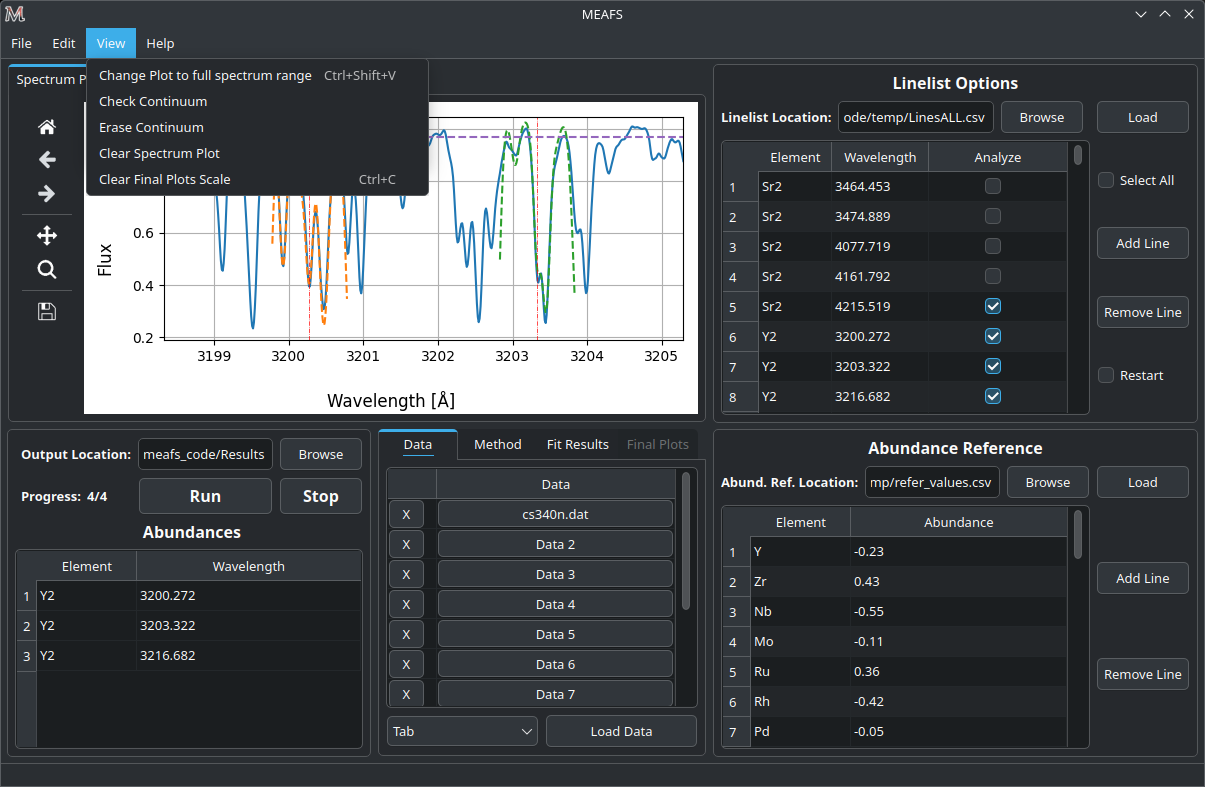 MEAFS
File Edit View Help
Change Plot to full spectrum range Ctrl+Shift+V
Check Continuum
Erase Continuum
Clear Spectrum Plot
Clear Final Plots Scale Ctrl+C
Spectrum P
Flux
0.6
0.4
0.2
3199 3200 3201 3202 3203 3204 3205
Wavelength [Å]
Linelist Options
Linelist Location: ode/temp/LinesALL.csv Browse Load
Element Wavelength Analyze
1 Sr2 3464.453
2 Sr2 3474.889
3 Sr2 4077.719
4 Sr2 4161.792
5 Sr2 4215.519
6 Y2 3200.272
7 Y2 3203.322
8 Y2 3216.682
Select All
Add Line
Remove Line
Restart
Output Location: meafs_code/Results Browse
Progress: 4/4 Run Stop
Abundances
Element Wavelength
1 Y2 3200.272
2 Y2 3203.322
3 Y2 3216.682
Data Method Fit Results Final Plots
Data
X cs340n.dat
X Data 2
X Data 3
X Data 4
X Data 5
X Data 6
X Data 7
Tab Load Data
Abundance Reference
Abund. Ref. Location: mp/refer_values.csv Browse Load
Element Abundance
1 Y -0.23
2 Zr 0.43
3 Nb -0.55
4 Mo -0.11
5 Ru 0.36
6 Rh -0.42
7 Pd -0.05
Add Line
Remove Line